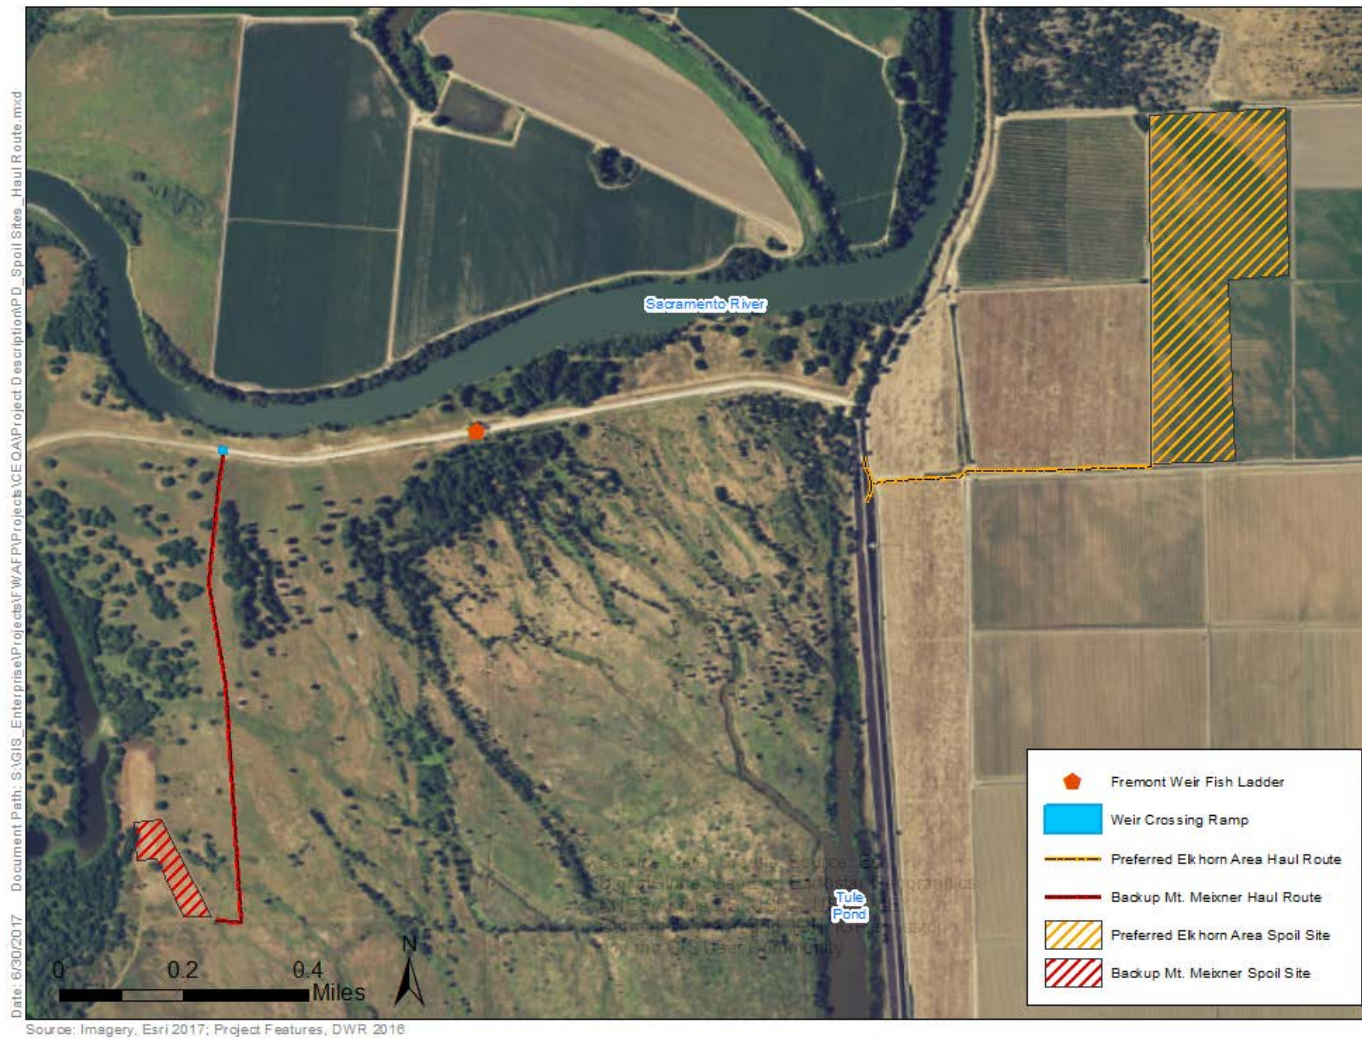 Date: 6/30/2017 Document Path: S:\GIS_Enterprise\Projects\FWAFP\Projects\CEQA\Project Description\PD_Spoil Sites_Haul Route.mxd
Sacramento River
Fremont Weir Fish Ladder
Weir Crossing Ramp
Preferred Elkhorn Area Haul Route
Backup Mt. Meixner Haul Route
Preferred Elkhorn Area Spoil Site
Backup Mt. Meixner Spoil Site
Tule
Pond
N
0 0.2 0.4
Miles
Source: Imagery, Esri 2017; Project Features, DWR 2016